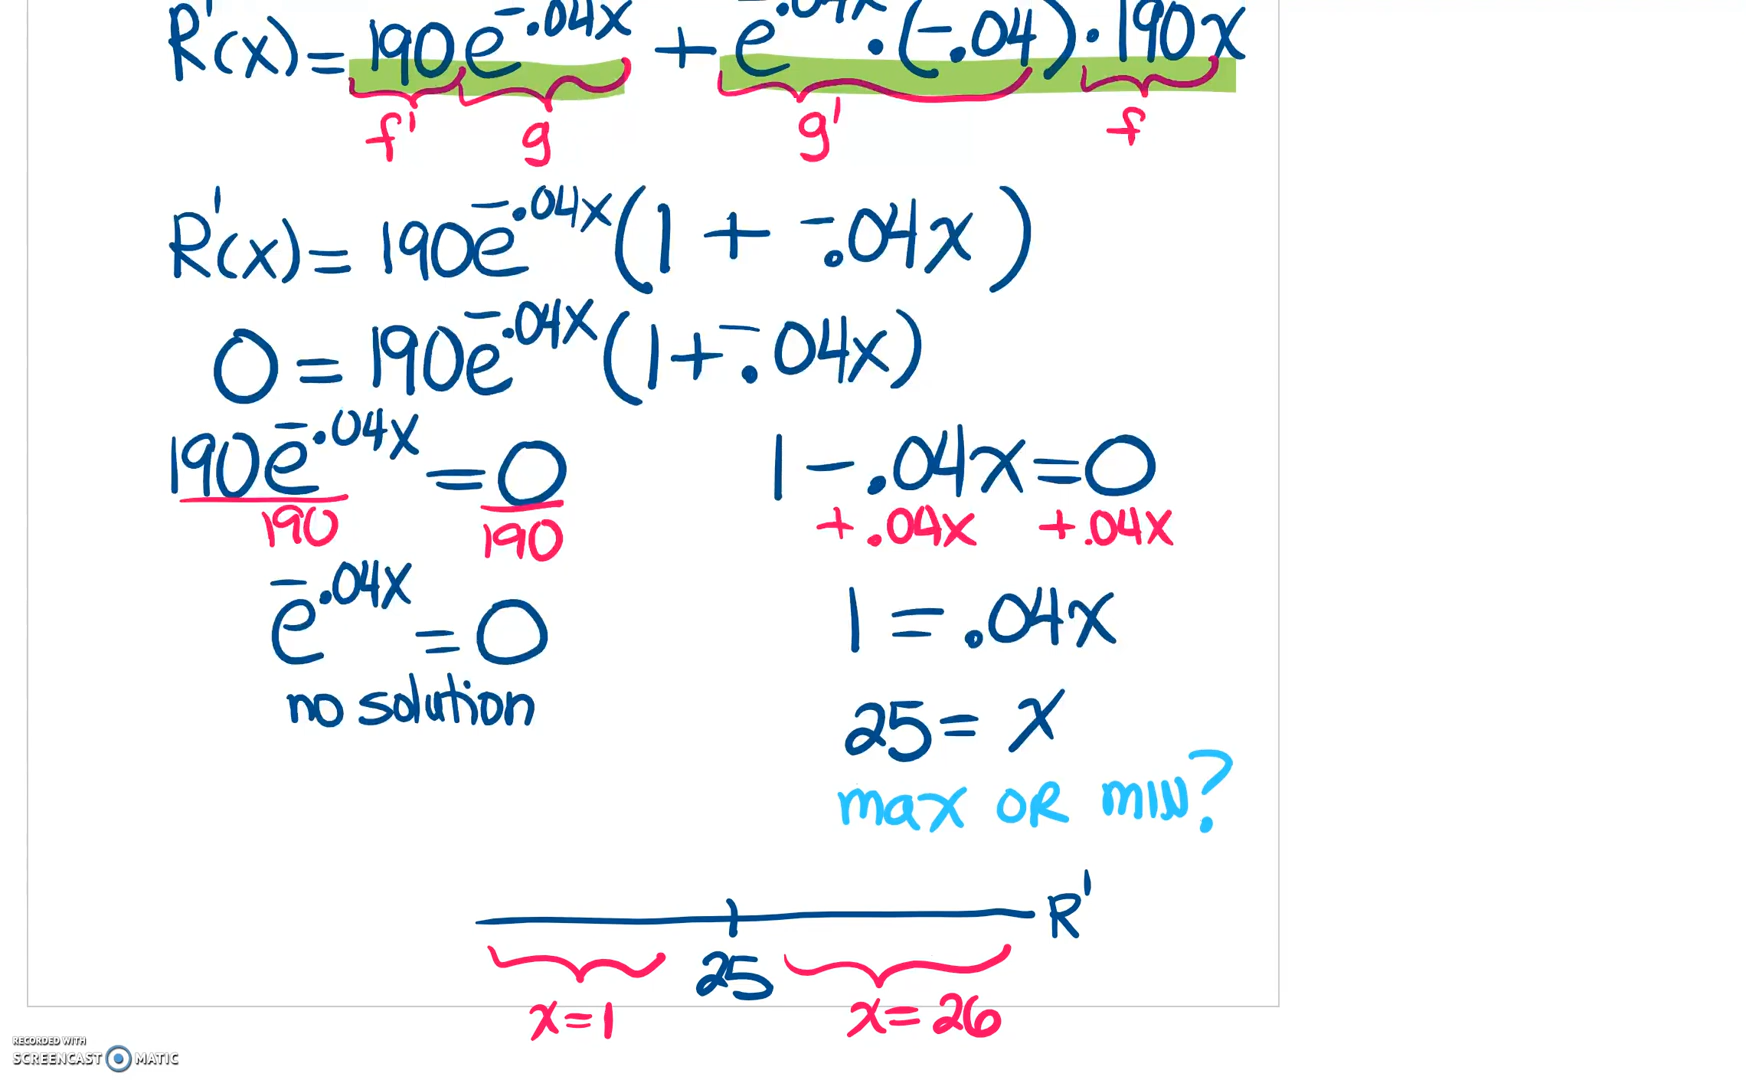 R'(x) = 190e^-.04x + e^-.04x · (-.04) · 190x
f' g g' f
R'(x) = 190e^-.04x (1 + -.04x)
0 = 190e^-.04x (1 + -.04x)
190e^-.04x = 0
190 190
e^-.04x = 0
no solution
1 - .04x = 0
+ .04x + .04x
1 = .04x
25 = x
max OR MIN?
R'
25
x = 1 x = 26
RECORDED WITH
SCREENCAST MATIC